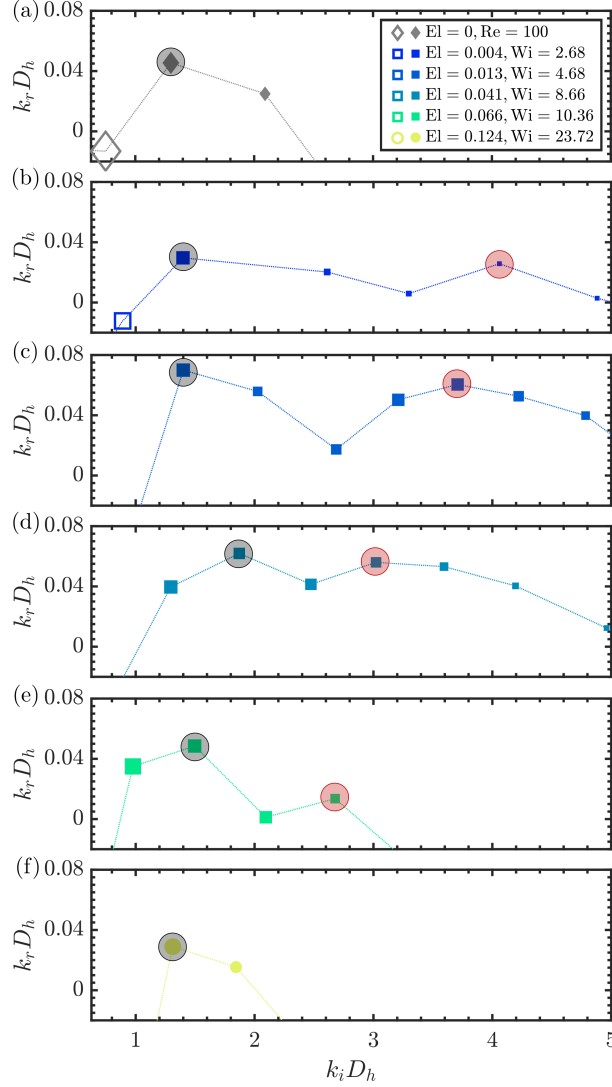 (a)
0.08
0.04
0
k_r D_h
El = 0, Re = 100
El = 0.004, Wi = 2.68
El = 0.013, Wi = 4.68
El = 0.041, Wi = 8.66
El = 0.066, Wi = 10.36
El = 0.124, Wi = 23.72
(b)
0.08
0.04
0
k_r D_h
(c)
0.08
0.04
0
k_r D_h
(d)
0.08
0.04
0
k_r D_h
(e)
0.08
0.04
0
k_r D_h
(f)
0.08
0.04
0
k_r D_h
1 2 3 4 5
k_i D_h